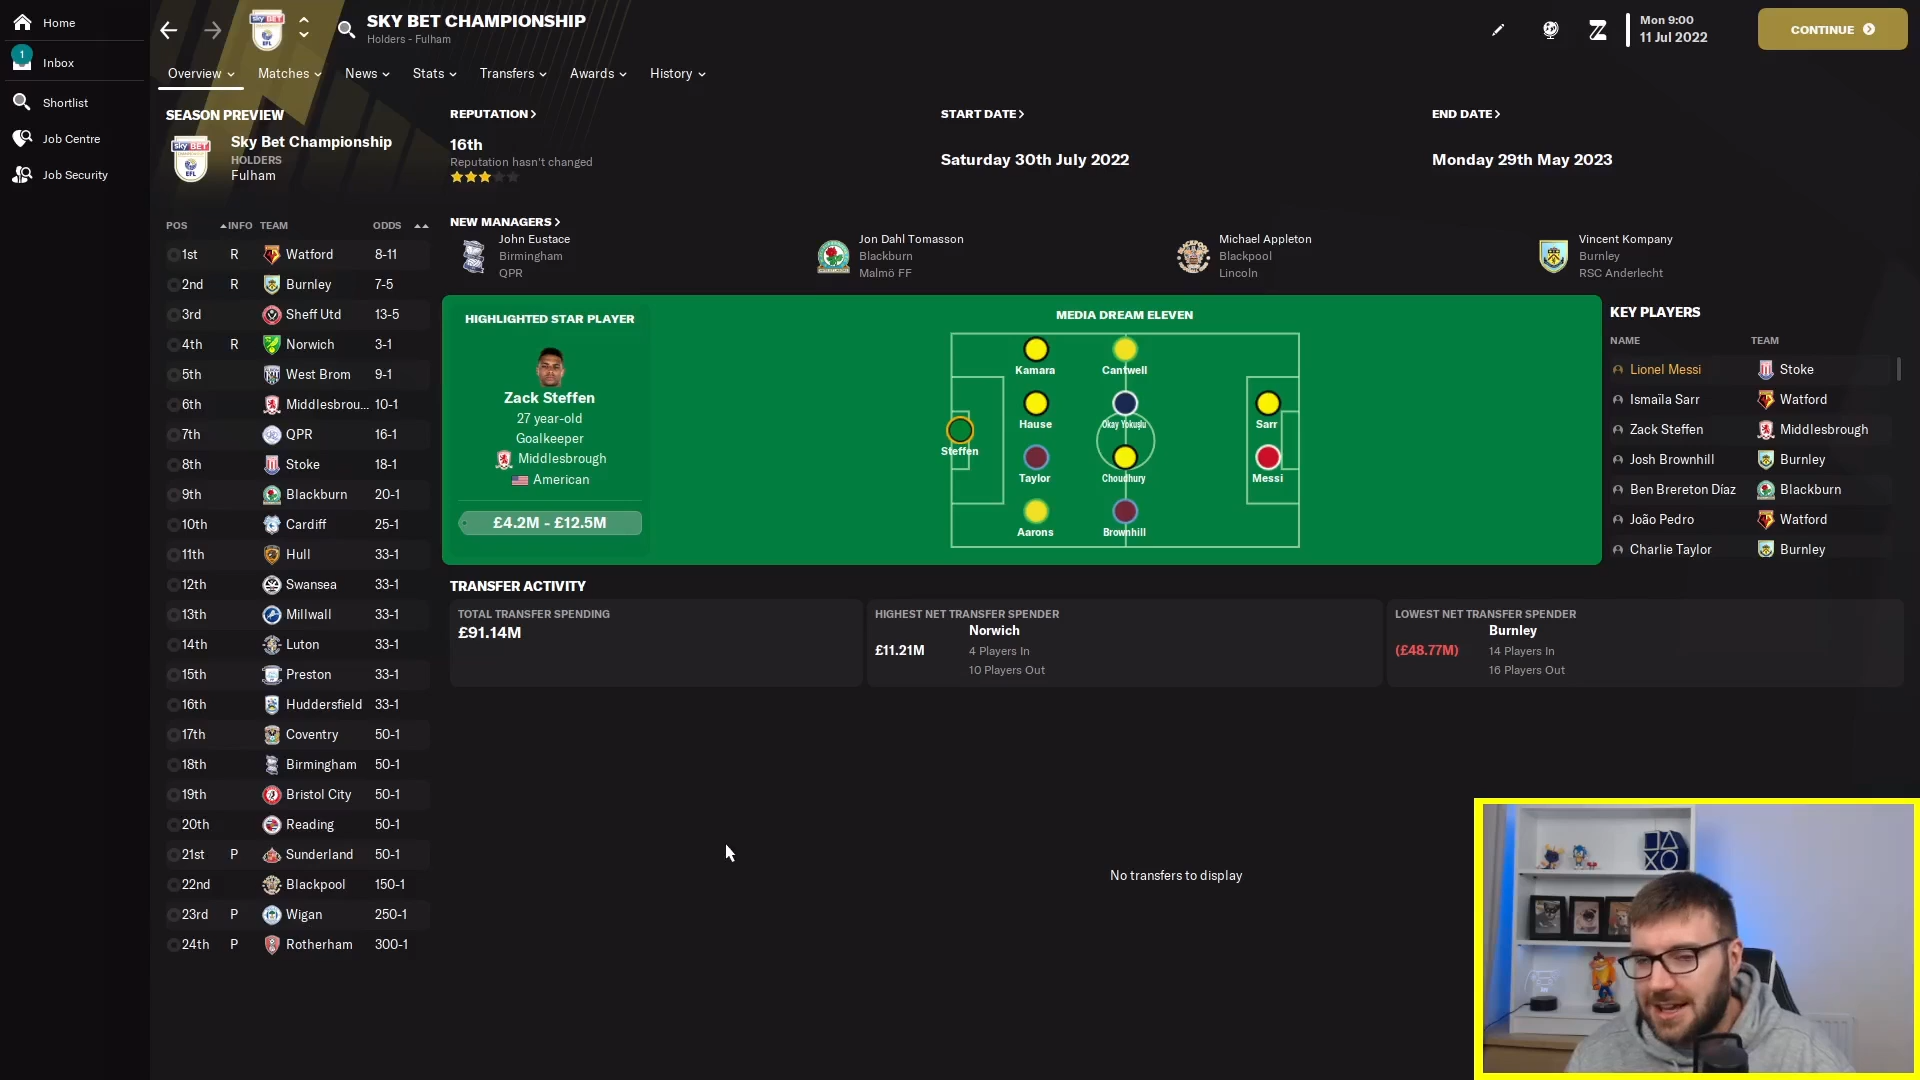 Home
Inbox
1
Shortlist
Job Centre
Job Security
SKY BET CHAMPIONSHIP
Holders - Fulham
Mon 9:00
11 Jul 2022
CONTINUE
Overview
Matches
News
Stats
Transfers
Awards
History
SEASON PREVIEW
Sky Bet Championship
HOLDERS
Fulham
REPUTATION
16th
Reputation hasn't changed
START DATE
Saturday 30th July 2022
END DATE
Monday 29th May 2023
NEW MANAGERS
John Eustace
Birmingham
QPR
Jon Dahl Tomasson
Blackburn
Malmö FF
Michael Appleton
Blackpool
Lincoln
Vincent Kompany
Burnley
RSC Anderlecht
POS INFO TEAM ODDS
1st R Watford 8-11
2nd R Burnley 7-5
3rd Sheff Utd 13-5
4th R Norwich 3-1
5th West Brom 9-1
6th Middlesbrou... 10-1
7th QPR 16-1
8th Stoke 18-1
9th Blackburn 20-1
10th Cardiff 25-1
11th Hull 33-1
12th Swansea 33-1
13th Millwall 33-1
14th Luton 33-1
15th Preston 33-1
16th Huddersfield 33-1
17th Coventry 50-1
18th Birmingham 50-1
19th Bristol City 50-1
20th Reading 50-1
21st P Sunderland 50-1
22nd Blackpool 150-1
23rd P Wigan 250-1
24th P Rotherham 300-1
HIGHLIGHTED STAR PLAYER
Zack Steffen
27 year-old
Goalkeeper
Middlesbrough
American
£4.2M - £12.5M
MEDIA DREAM ELEVEN
Kamara
Cantwell
Hause
Okay Yokuşlu
Sarr
Steffen
Taylor
Choudhury
Messi
Aarons
Brownhill
KEY PLAYERS
NAME TEAM
Lionel Messi Stoke
Ismaïla Sarr Watford
Zack Steffen Middlesbrough
Josh Brownhill Burnley
Ben Brereton Díaz Blackburn
João Pedro Watford
Charlie Taylor Burnley
TRANSFER ACTIVITY
TOTAL TRANSFER SPENDING
£91.14M
HIGHEST NET TRANSFER SPENDER
Norwich
£11.21M
4 Players In
10 Players Out
LOWEST NET TRANSFER SPENDER
Burnley
(£48.77M)
14 Players In
16 Players Out
No transfers to display